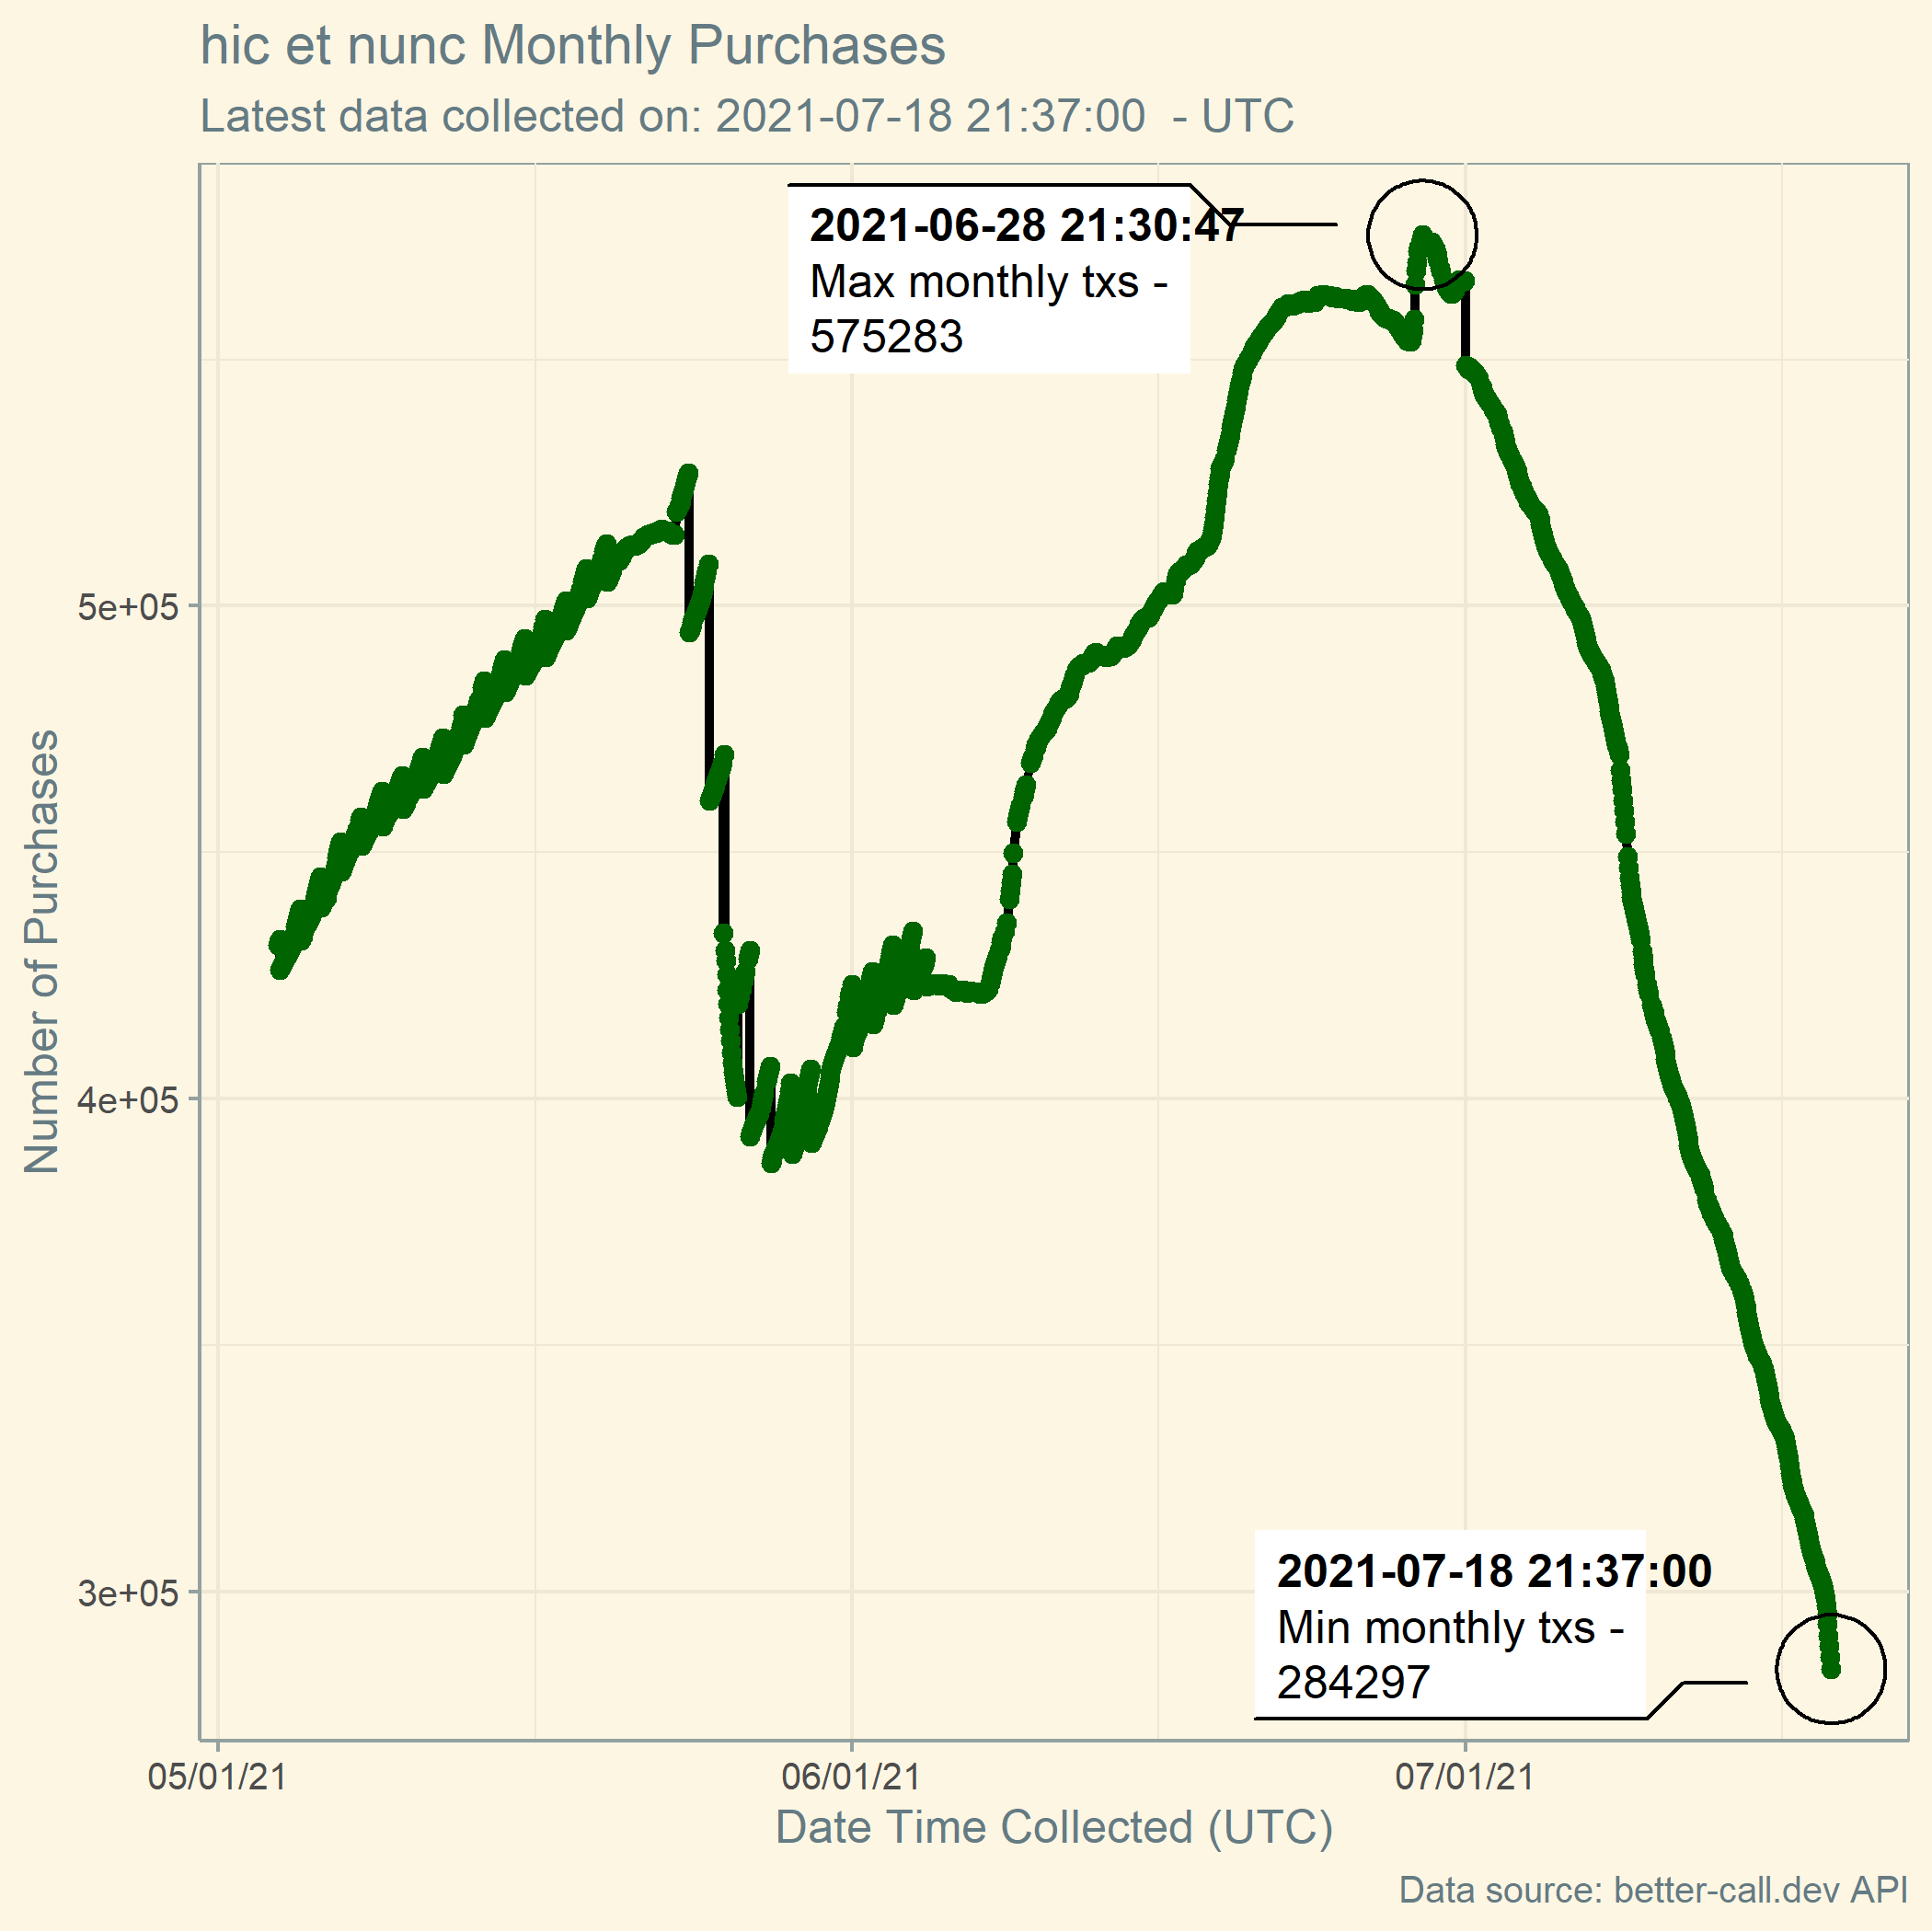 hic et nunc Monthly Purchases
Latest data collected on: 2021-07-18 21:37:00  - UTC
2021-06-28 21:30:47
Max monthly txs -
575283
Number of Purchases
5e+05
4e+05
3e+05
2021-07-18 21:37:00
Min monthly txs -
284297
05/01/21
06/01/21
07/01/21
Date Time Collected (UTC)
Data source: better-call.dev API